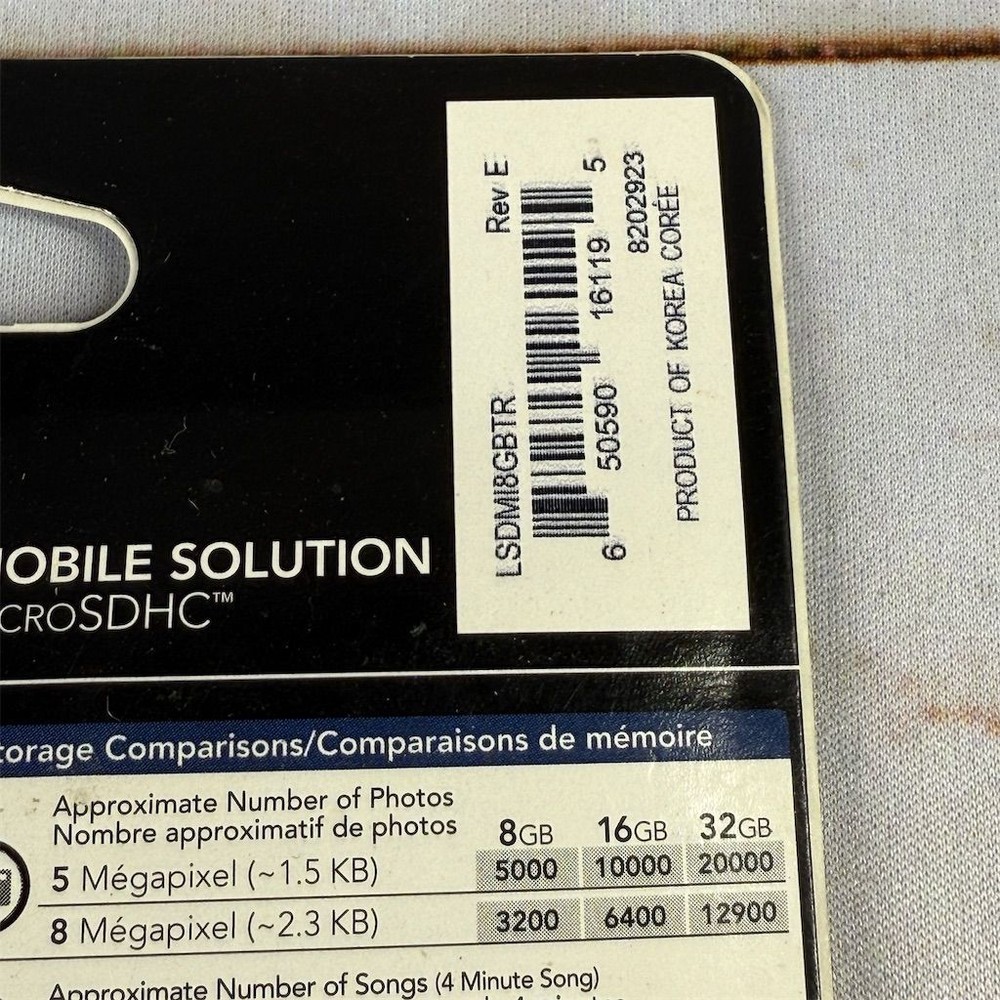 LSDMI8GBTR Rev E
6 50590 16119 5
8202923
PRODUCT OF KOREA CORÉE
MOBILE SOLUTION
CROSDHC™
torage Comparisons/Comparaisons de mémoire
Approximate Number of Photos
Nombre approximatif de photos
8GB 16GB 32GB
5 Mégapixel (~1.5 KB) 5000 10000 20000
8 Mégapixel (~2.3 KB) 3200 6400 12900
Approximate Number of Songs (4 Minute Song)